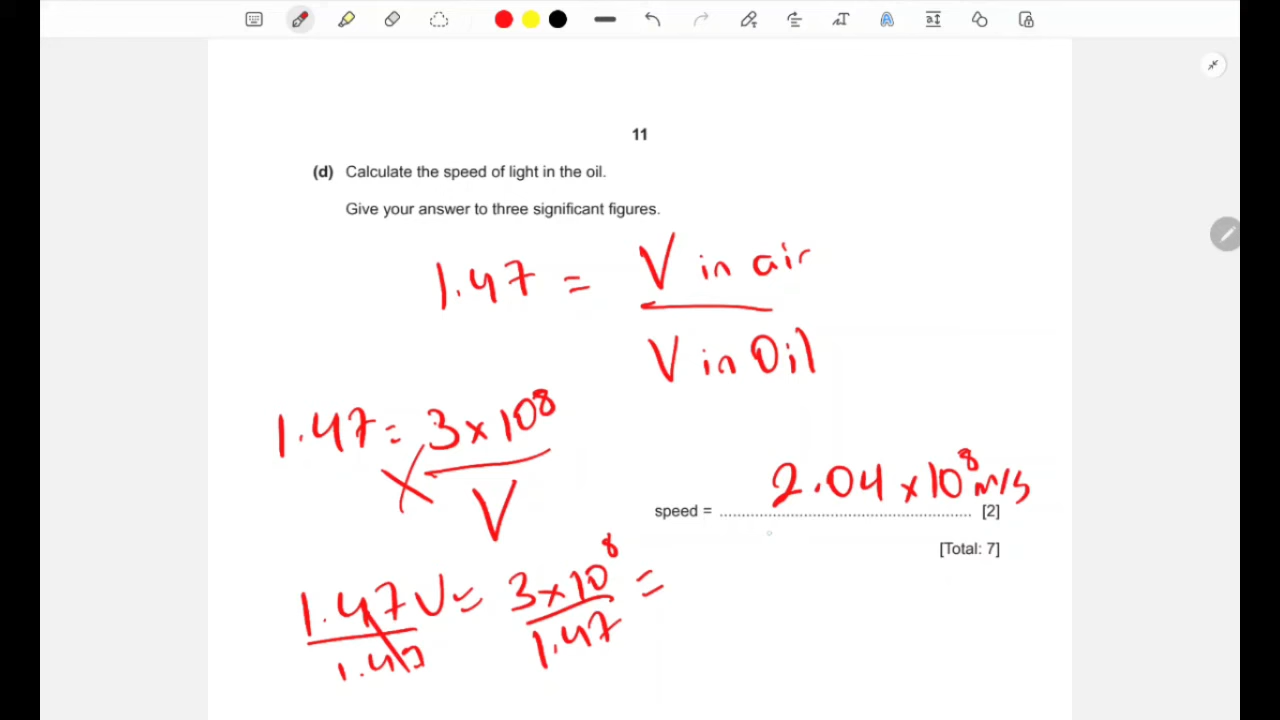 11
(d) Calculate the speed of light in the oil.
Give your answer to three significant figures.
1.47 = V in air
V in Oil
1.47 = 3 × 10⁸
V
2.04 × 10⁸ m/s
speed = ................................................ [2]
[Total: 7]
1.47 V = 3 × 10⁸ =
1.47 1.47